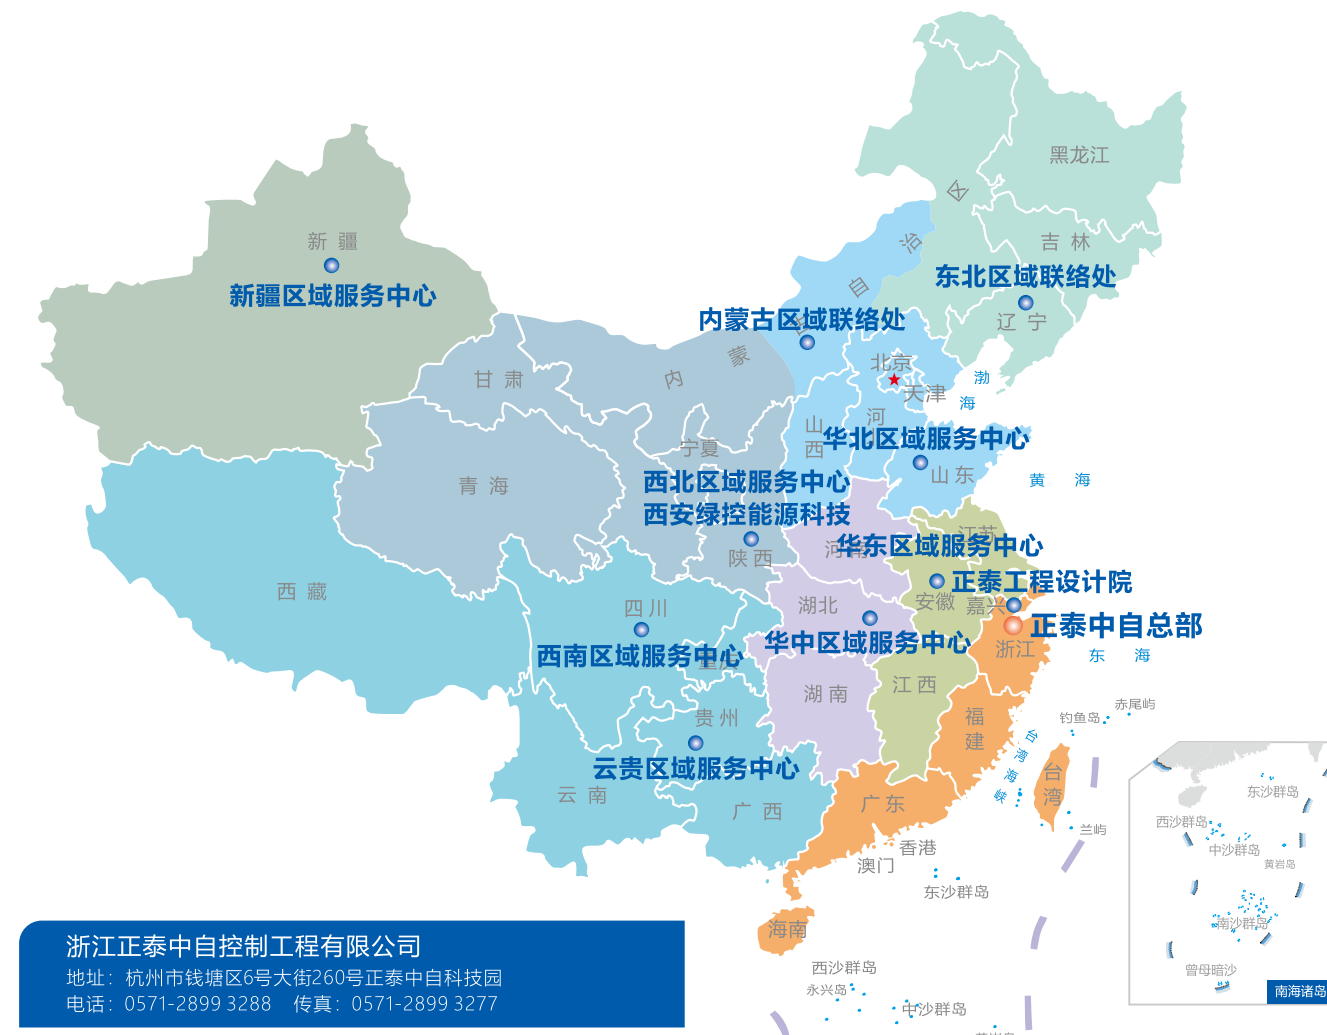 黑龙江
区
新 疆
治
吉 林
新疆区域服务中心
东北区域联络处
自
内蒙古区域联络处
辽 宁
蒙
内
北京
甘 肃
渤
海
天津
山
西
河
华北区域服务中心
宁夏
山 东
青 海
西北区域服务中心
黄 海
西安绿控能源科技
江苏
华东区域服务中心
陕 西
正泰工程设计院
西 藏
安徽
嘉兴
四川
湖北
正泰中自总部
华中区域服务中心
浙江
西南区域服务中心
重庆
东 海
江 西
湖 南
赤尾屿
钓鱼岛
贵 州
福
建
台
湾
海
峡
云贵区域服务中心
台
湾
云 南
广 西
广 东
兰屿
香港
澳门
东沙群岛
海南
西沙群岛
永兴岛
中沙群岛
东沙群岛
西沙群岛
中沙群岛
黄岩岛
南沙群岛
曾母暗沙
南海诸岛
浙江正泰中自控制工程有限公司
地址：杭州市钱塘区6号大街260号正泰中自科技园
电话：0571-2899 3288 传真：0571-2899 3277